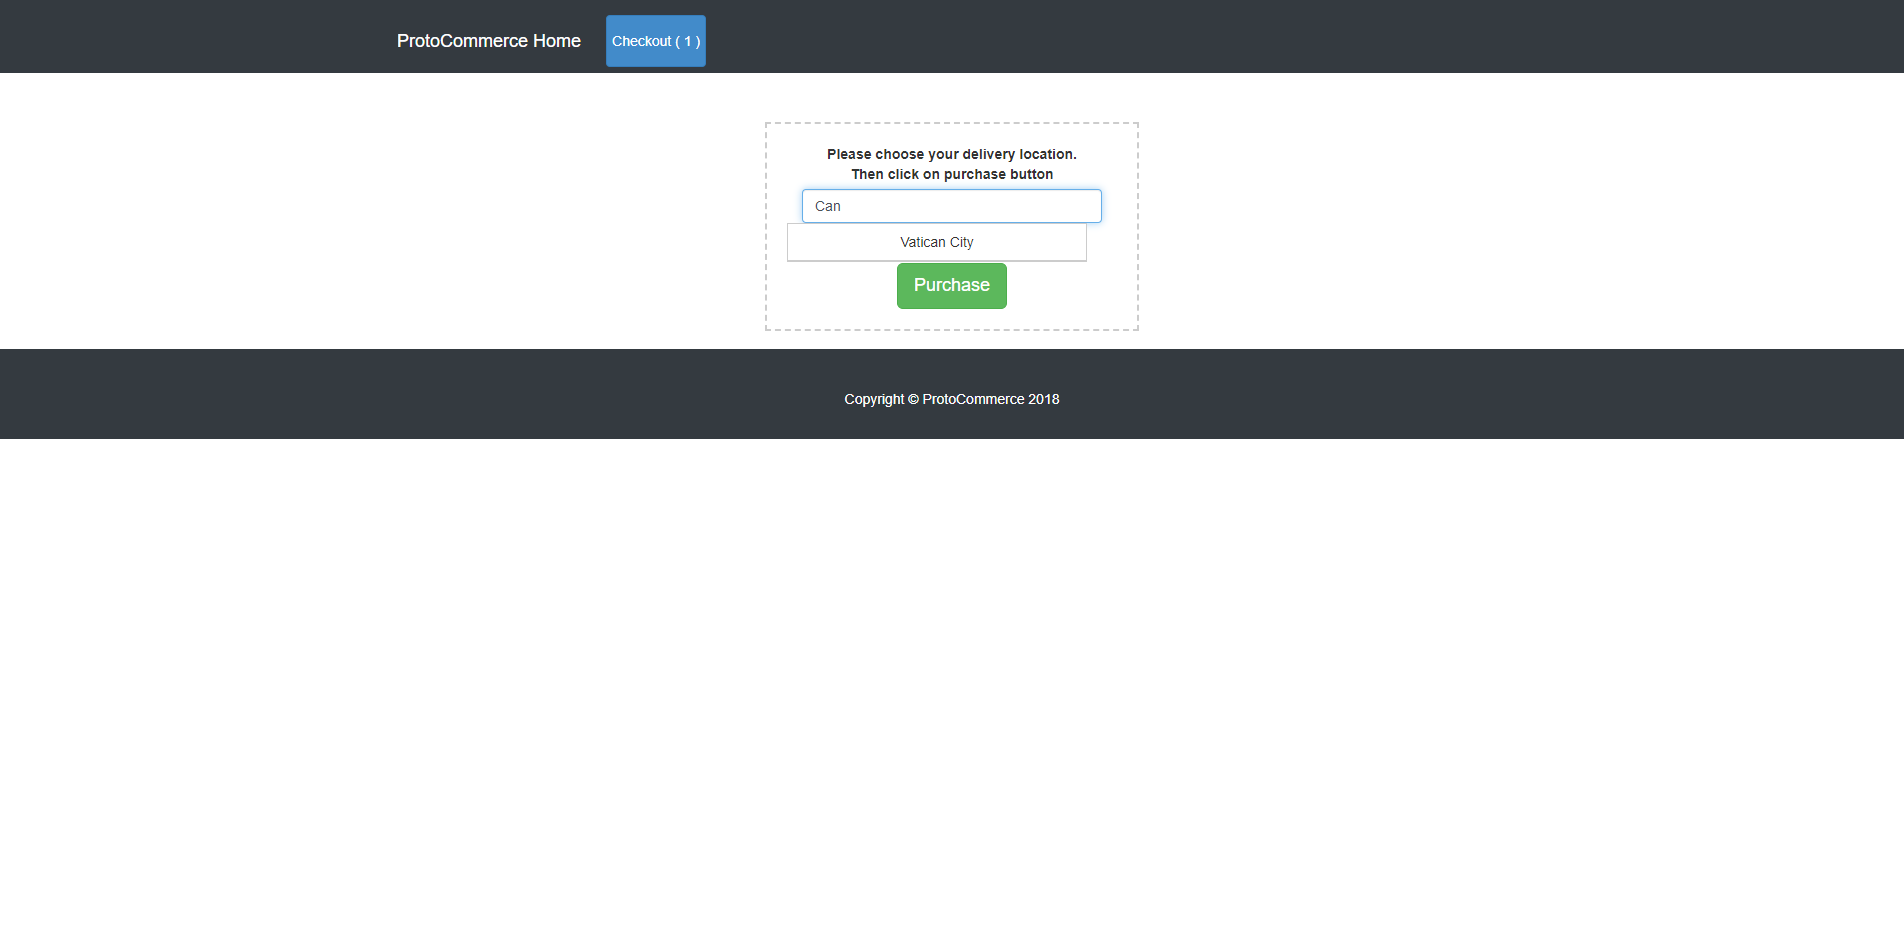 ProtoCommerce Home
Checkout ( 1 )
Please choose your delivery location.
Then click on purchase button
Can
Vatican City
Purchase
Copyright © ProtoCommerce 2018